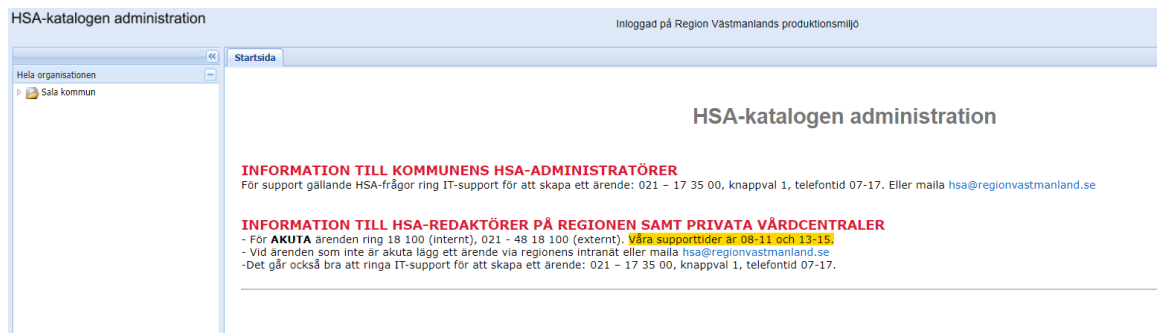 HSA-katalogen administration
Inloggad på Region Västmanlands produktionsmiljö
Startsida
Hela organisationen
Sala kommun
HSA-katalogen administration
INFORMATION TILL KOMMUNENS HSA-ADMINISTRATÖRER
För support gällande HSA-frågor ring IT-support för att skapa ett ärende: 021 – 17 35 00, knappval 1, telefontid 07-17. Eller maila hsa@regionvastmanland.se
INFORMATION TILL HSA-REDAKTÖRER PÅ REGIONEN SAMT PRIVATA VÅRDCENTRALER
- För AKUTA ärenden ring 18 100 (internt), 021 - 48 18 100 (externt). Våra supporttider är 08-11 och 13-15.
- Vid ärenden som inte är akuta lägg ett ärende via regionens intranät eller maila hsa@regionvastmanland.se
-Det går också bra att ringa IT-support för att skapa ett ärende: 021 – 17 35 00, knappval 1, telefontid 07-17.